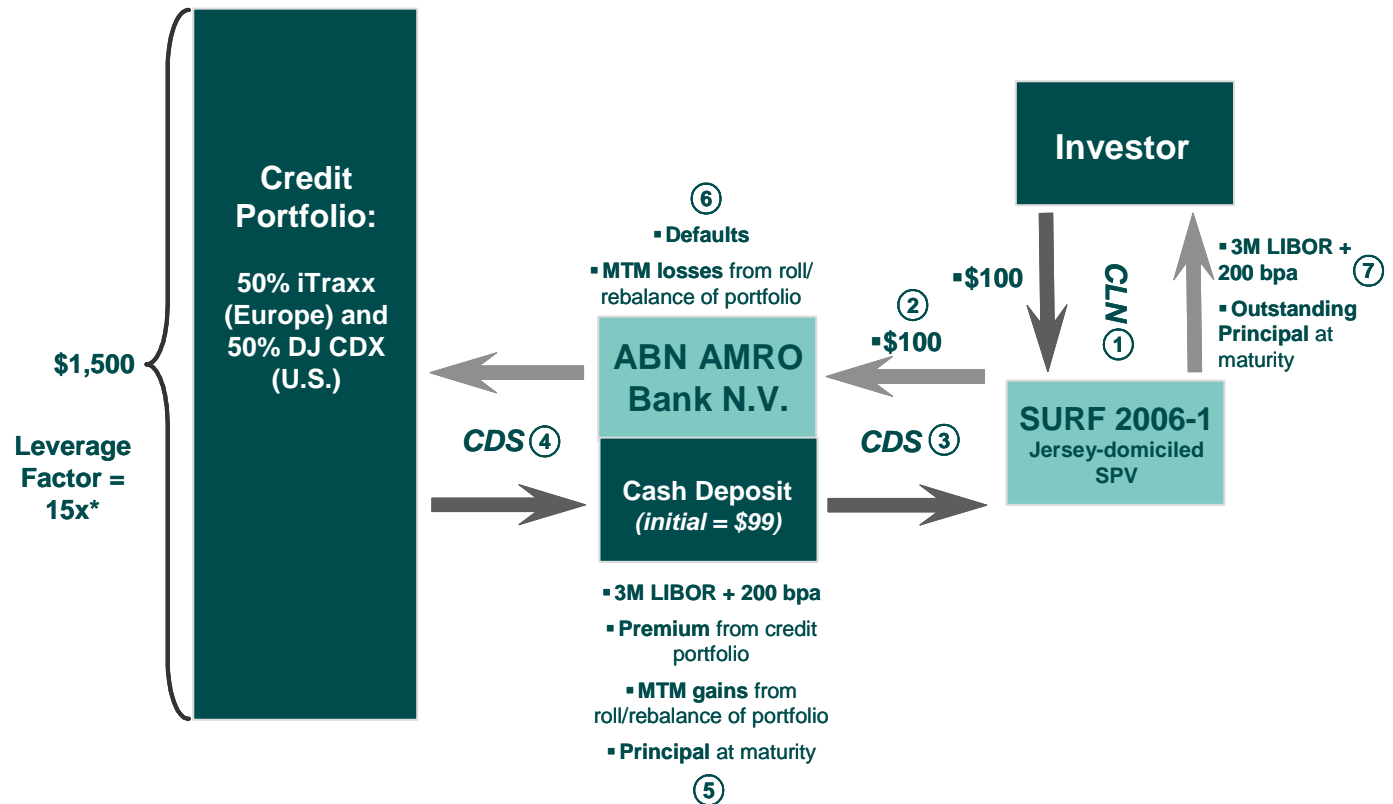 Credit
Portfolio:
50% iTraxx
(Europe) and
50% DJ CDX
(U.S.)
$1,500
Leverage
Factor =
15x*
6
▪ Defaults
▪ MTM losses from roll/
rebalance of portfolio
ABN AMRO
Bank N.V.
Cash Deposit
(initial = $99)
CDS 4
2
▪ $100
CDS 3
▪ 3M LIBOR + 200 bpa
▪ Premium from credit
portfolio
▪ MTM gains from
roll/rebalance of portfolio
▪ Principal at maturity
5
Investor
▪ $100
CLN
1
▪ 3M LIBOR +
200 bpa 7
▪ Outstanding
Principal at
maturity
SURF 2006-1
Jersey-domiciled
SPV